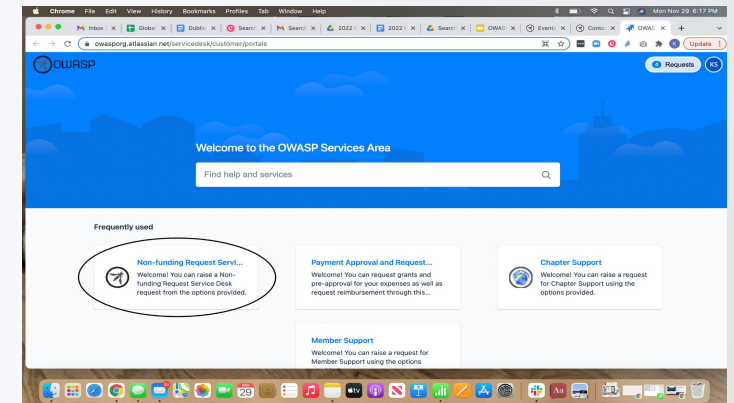 Chrome File Edit View History Bookmarks Profiles Tab Window Help Mon Nov 29 6:17 PM
Inbox Global Dublin Search Search 2022 2022 Search OWAS Events Contac OWAS
owasporg.atlassian.net/servicedesk/customer/portals Update
OWASP 4 Requests KS
Welcome to the OWASP Services Area
Find help and services
Frequently used
Non-funding Request Servi...
Welcome! You can raise a Non-
funding Request Service Desk
request from the options provided.
Payment Approval and Request...
Welcome! You can request grants and
pre-approval for your expenses as well as
request reimbursement through this...
Chapter Support
Welcome! You can raise a request
for Chapter Support using the
options provided.
Member Support
Welcome! You can raise a request for
Member Support using the options
29 tv Aa